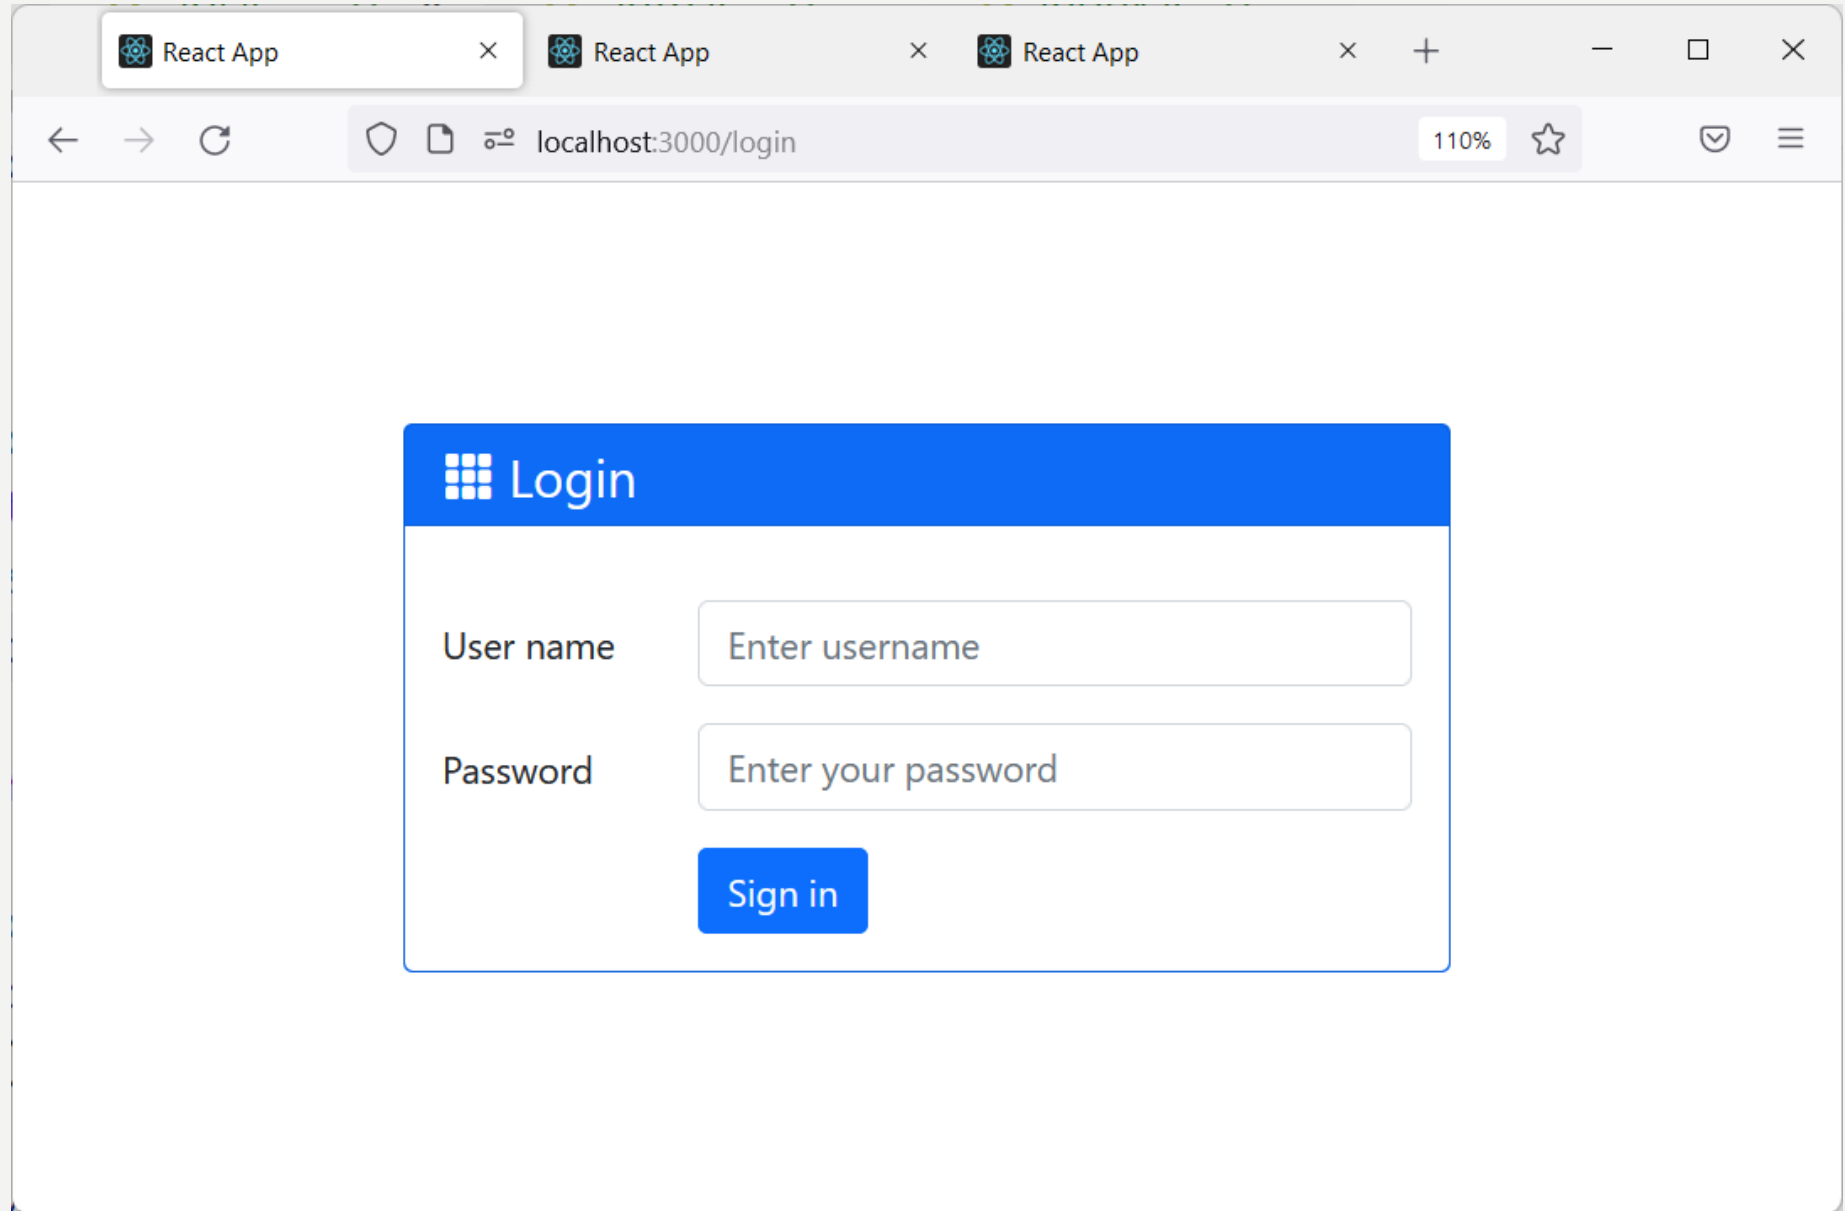 React App React App React App
localhost:3000/login 110%
Login
User name Enter username
Password Enter your password
Sign in